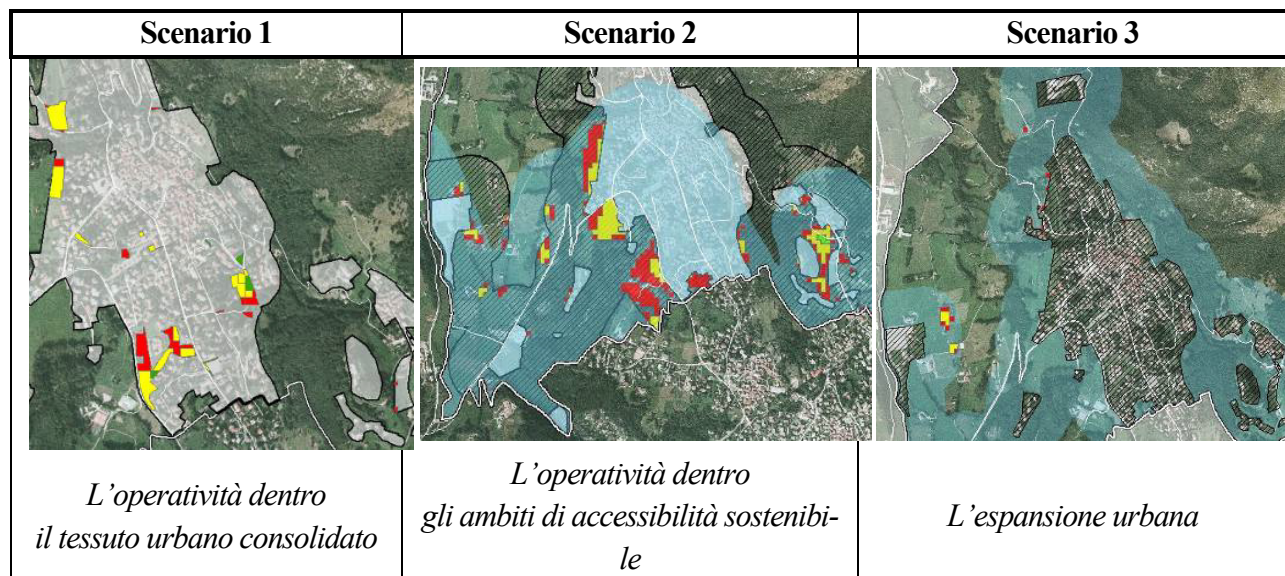 Scenario 1
Scenario 2
Scenario 3
L’operatività dentro
il tessuto urbano consolidato
L’operatività dentro
gli ambiti di accessibilità sostenibi-
le
L’espansione urbana